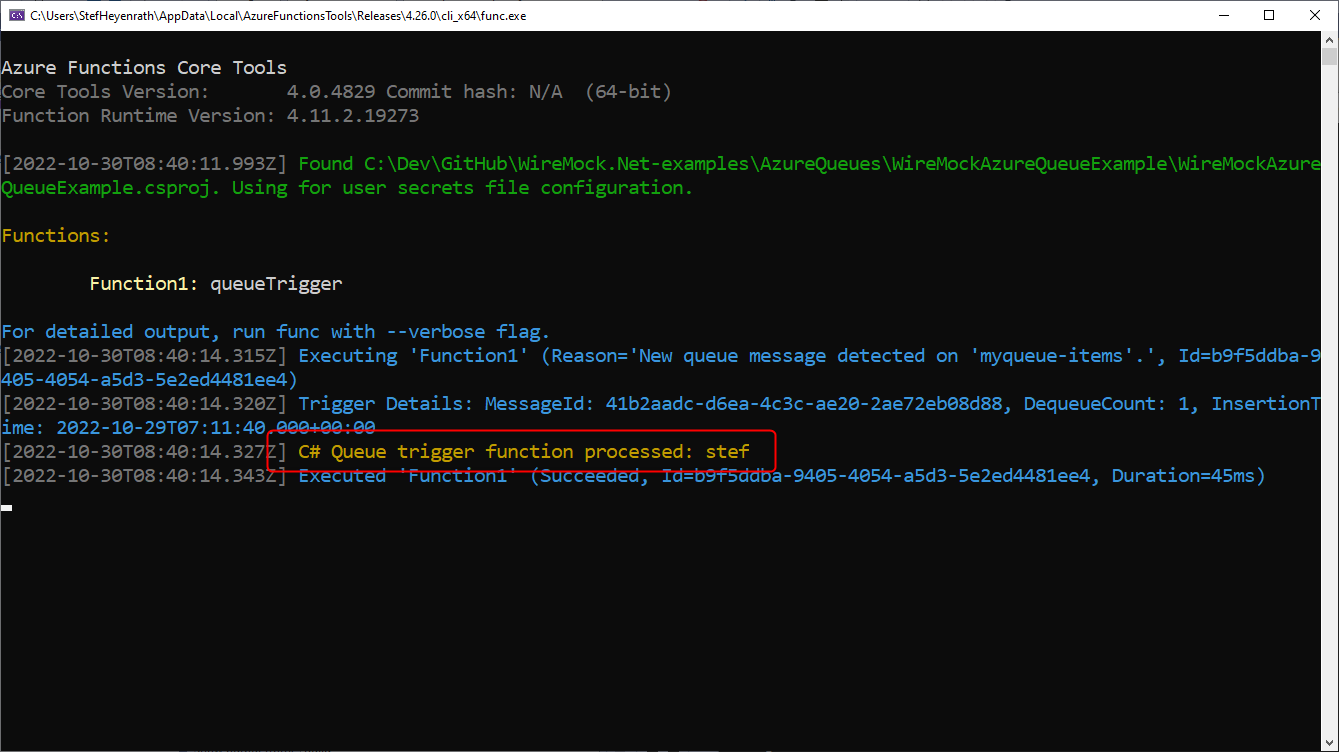 C:\Users\StefHeyenrath\AppData\Local\AzureFunctionsTools\Releases\4.26.0\cli_x64\func.exe
Azure Functions Core Tools
Core Tools Version:       4.0.4829 Commit hash: N/A  (64-bit)
Function Runtime Version: 4.11.2.19273
[2022-10-30T08:40:11.993Z] Found C:\Dev\GitHub\WireMock.Net-examples\AzureQueues\WireMockAzureQueueExample\WireMockAzure
QueueExample.csproj. Using for user secrets file configuration.
Functions:
Function1: queueTrigger
For detailed output, run func with --verbose flag.
[2022-10-30T08:40:14.315Z] Executing 'Function1' (Reason='New queue message detected on 'myqueue-items'.', Id=b9f5ddba-9
405-4054-a5d3-5e2ed4481ee4)
[2022-10-30T08:40:14.320Z] Trigger Details: MessageId: 41b2aadc-d6ea-4c3c-ae20-2ae72eb08d88, DequeueCount: 1, InsertionT
ime: 2022-10-29T07:11:40.000+00:00
[2022-10-30T08:40:14.327Z] C# Queue trigger function processed: stef
[2022-10-30T08:40:14.343Z] Executed 'Function1' (Succeeded, Id=b9f5ddba-9405-4054-a5d3-5e2ed4481ee4, Duration=45ms)